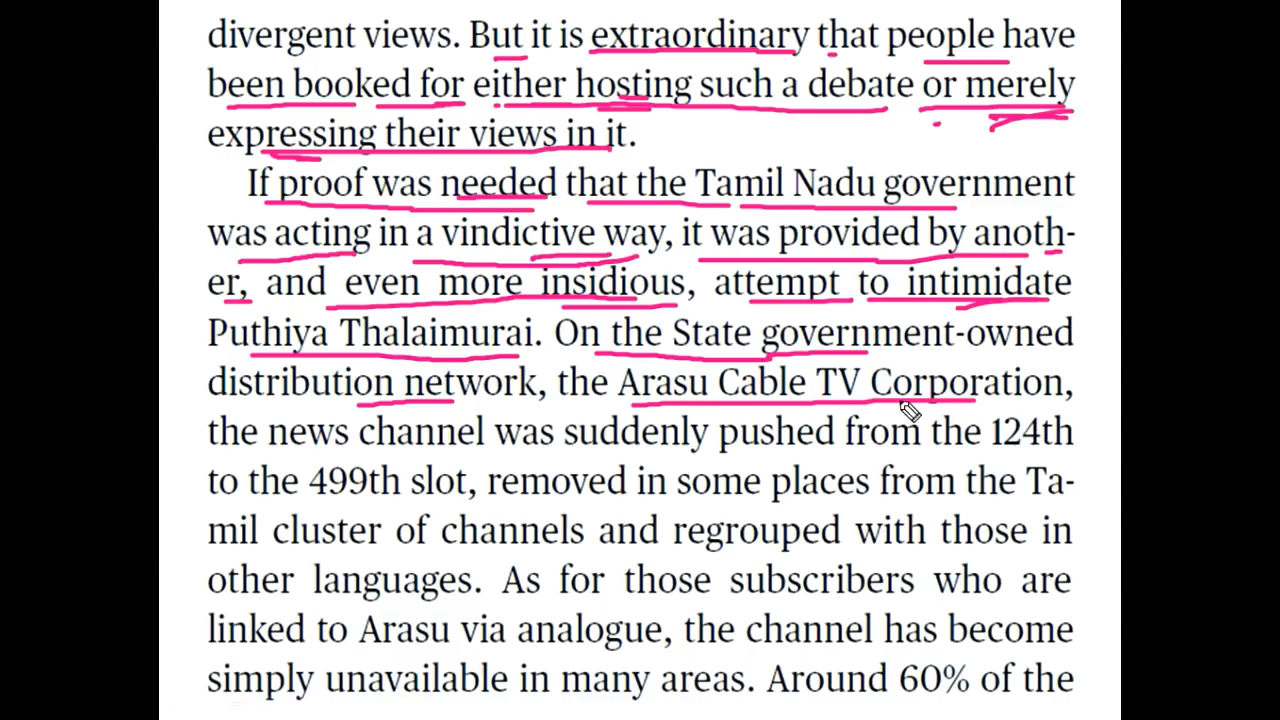 divergent views. But it is extraordinary that people have
been booked for either hosting such a debate or merely
expressing their views in it.
If proof was needed that the Tamil Nadu government
was acting in a vindictive way, it was provided by anoth-
er, and even more insidious, attempt to intimidate
Puthiya Thalaimurai. On the State government-owned
distribution network, the Arasu Cable TV Corporation,
the news channel was suddenly pushed from the 124th
to the 499th slot, removed in some places from the Ta-
mil cluster of channels and regrouped with those in
other languages. As for those subscribers who are
linked to Arasu via analogue, the channel has become
simply unavailable in many areas. Around 60% of the